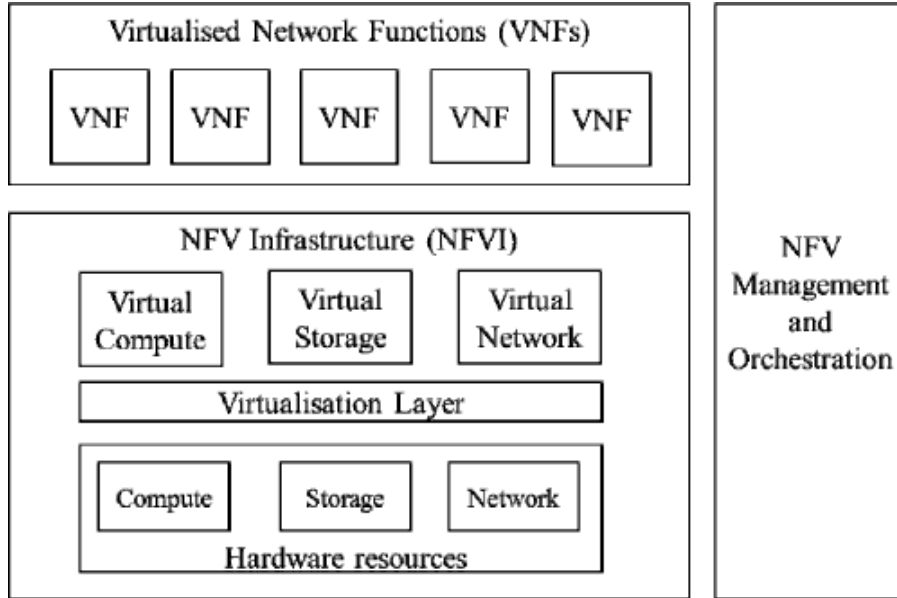 Virtualised Network Functions (VNFs)
VNF VNF VNF VNF VNF
NFV Infrastructure (NFVI)
Virtual Compute
Virtual Storage
Virtual Network
Virtualisation Layer
Compute Storage Network
Hardware resources
NFV
Management
and
Orchestration